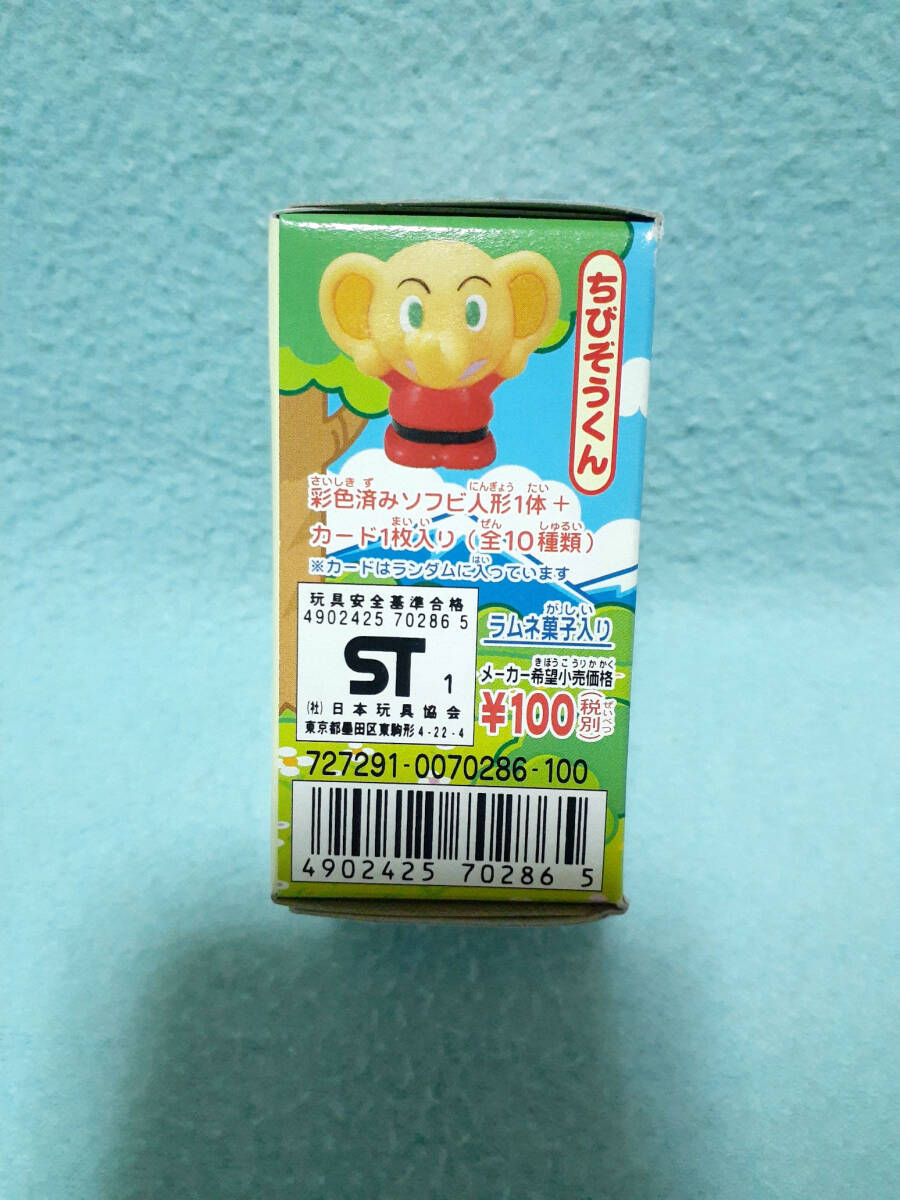 ちびぞうくん
さいしきず にんぎょう たい
彩色済みソフビ人形1体＋
まいい ぜん しゅるい
カード1枚入り（全10種類）
はい
※カードはランダムに入っています
玩具安全基準合格
4902425 70286 5
ST 1
(社)日本玩具協会
東京都墨田区東駒形4-22-4
がしい
ラムネ菓子入り
きぼうこうりかかく
メーカー希望小売価格
ぜいべつ
¥100（税別）
727291-0070286-100
4902425 70286 5